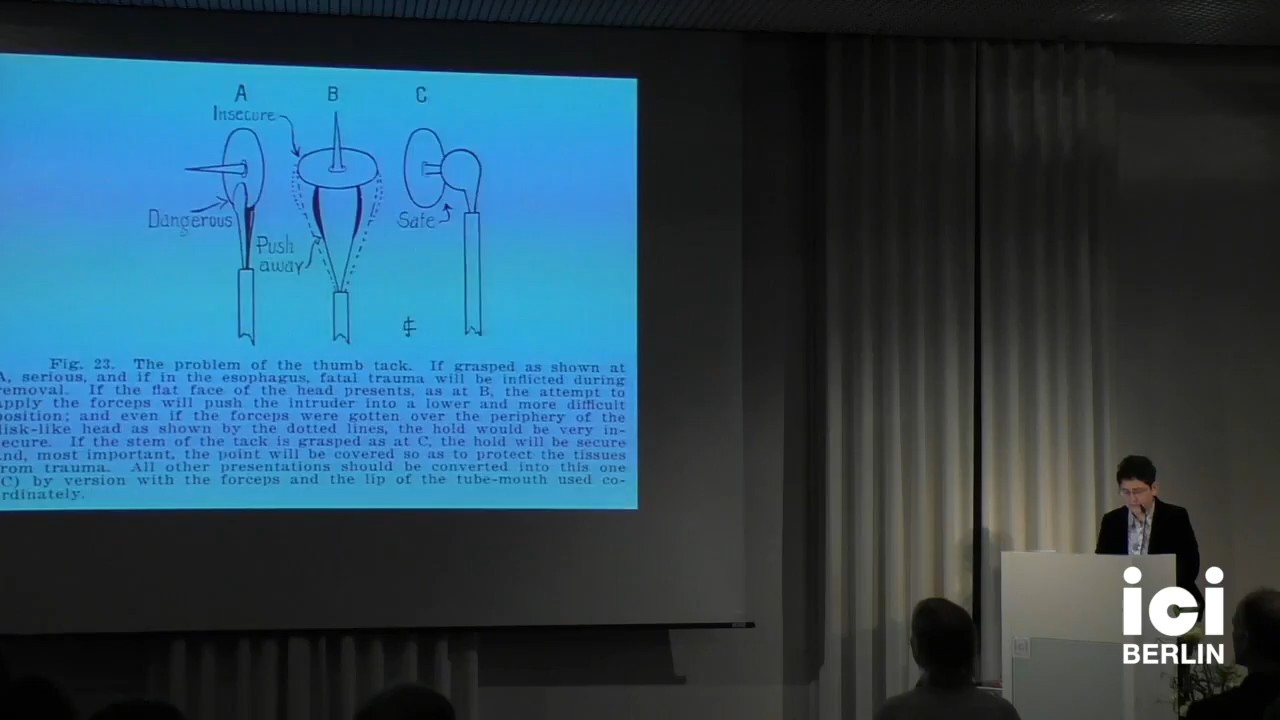 A B C
Insecure
Dangerous
Safe
Push
away
Fig. 23. The problem of the thumb tack. If grasped as shown at
A, serious, and if in the esophagus, fatal trauma will be inflicted during
removal. If the flat face of the head presents, as at B, the attempt to
apply the forceps will push the intruder into a lower and more difficult
position; and even if the forceps were gotten over the periphery of the
disk-like head as shown by the dotted lines, the hold would be very in-
secure. If the stem of the tack is grasped as at C, the hold will be secure
and, most important, the point will be covered so as to protect the tissues
from trauma. All other presentations should be converted into this one
(C) by version with the forceps and the lip of the tube-mouth used co-
ordinately.
ici
BERLIN